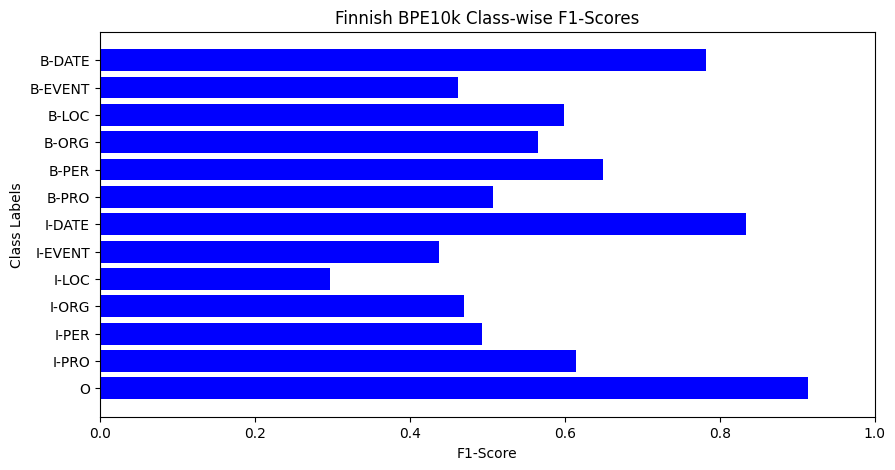 Finnish BPE10k Class-wise F1-Scores
Class Labels
B-DATE
B-EVENT
B-LOC
B-ORG
B-PER
B-PRO
I-DATE
I-EVENT
I-LOC
I-ORG
I-PER
I-PRO
O
0.0 0.2 0.4 0.6 0.8 1.0
F1-Score